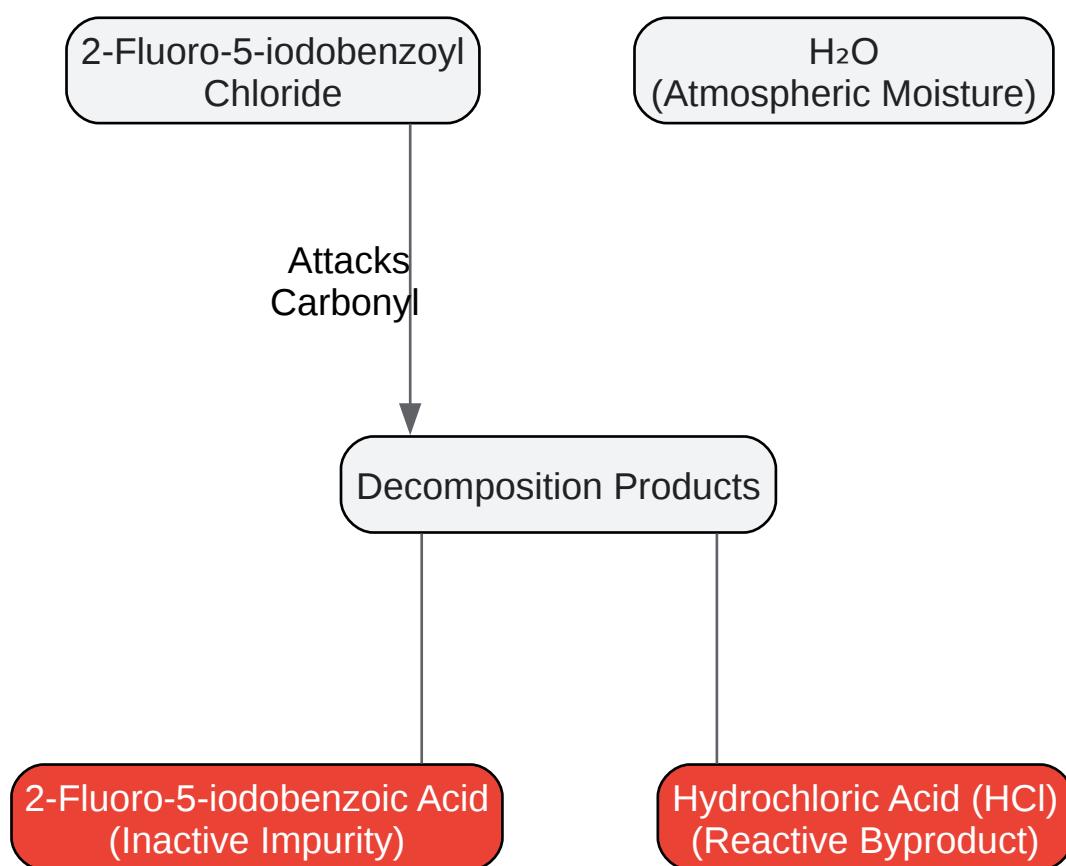 2-Fluoro-5-iodobenzoyl
Chloride
H₂O
(Atmospheric Moisture)
Attacks
Carbonyl
Decomposition Products
2-Fluoro-5-iodobenzoic Acid
(Inactive Impurity)
Hydrochloric Acid (HCl)
(Reactive Byproduct)